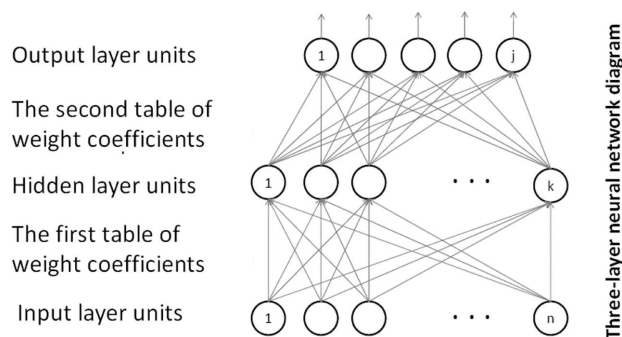 Output layer units
1
j
The second table of
weight coefficients
Hidden layer units
1
. . .
k
The first table of
weight coefficients
Input layer units
1
. . .
n
Three-layer neural network diagram